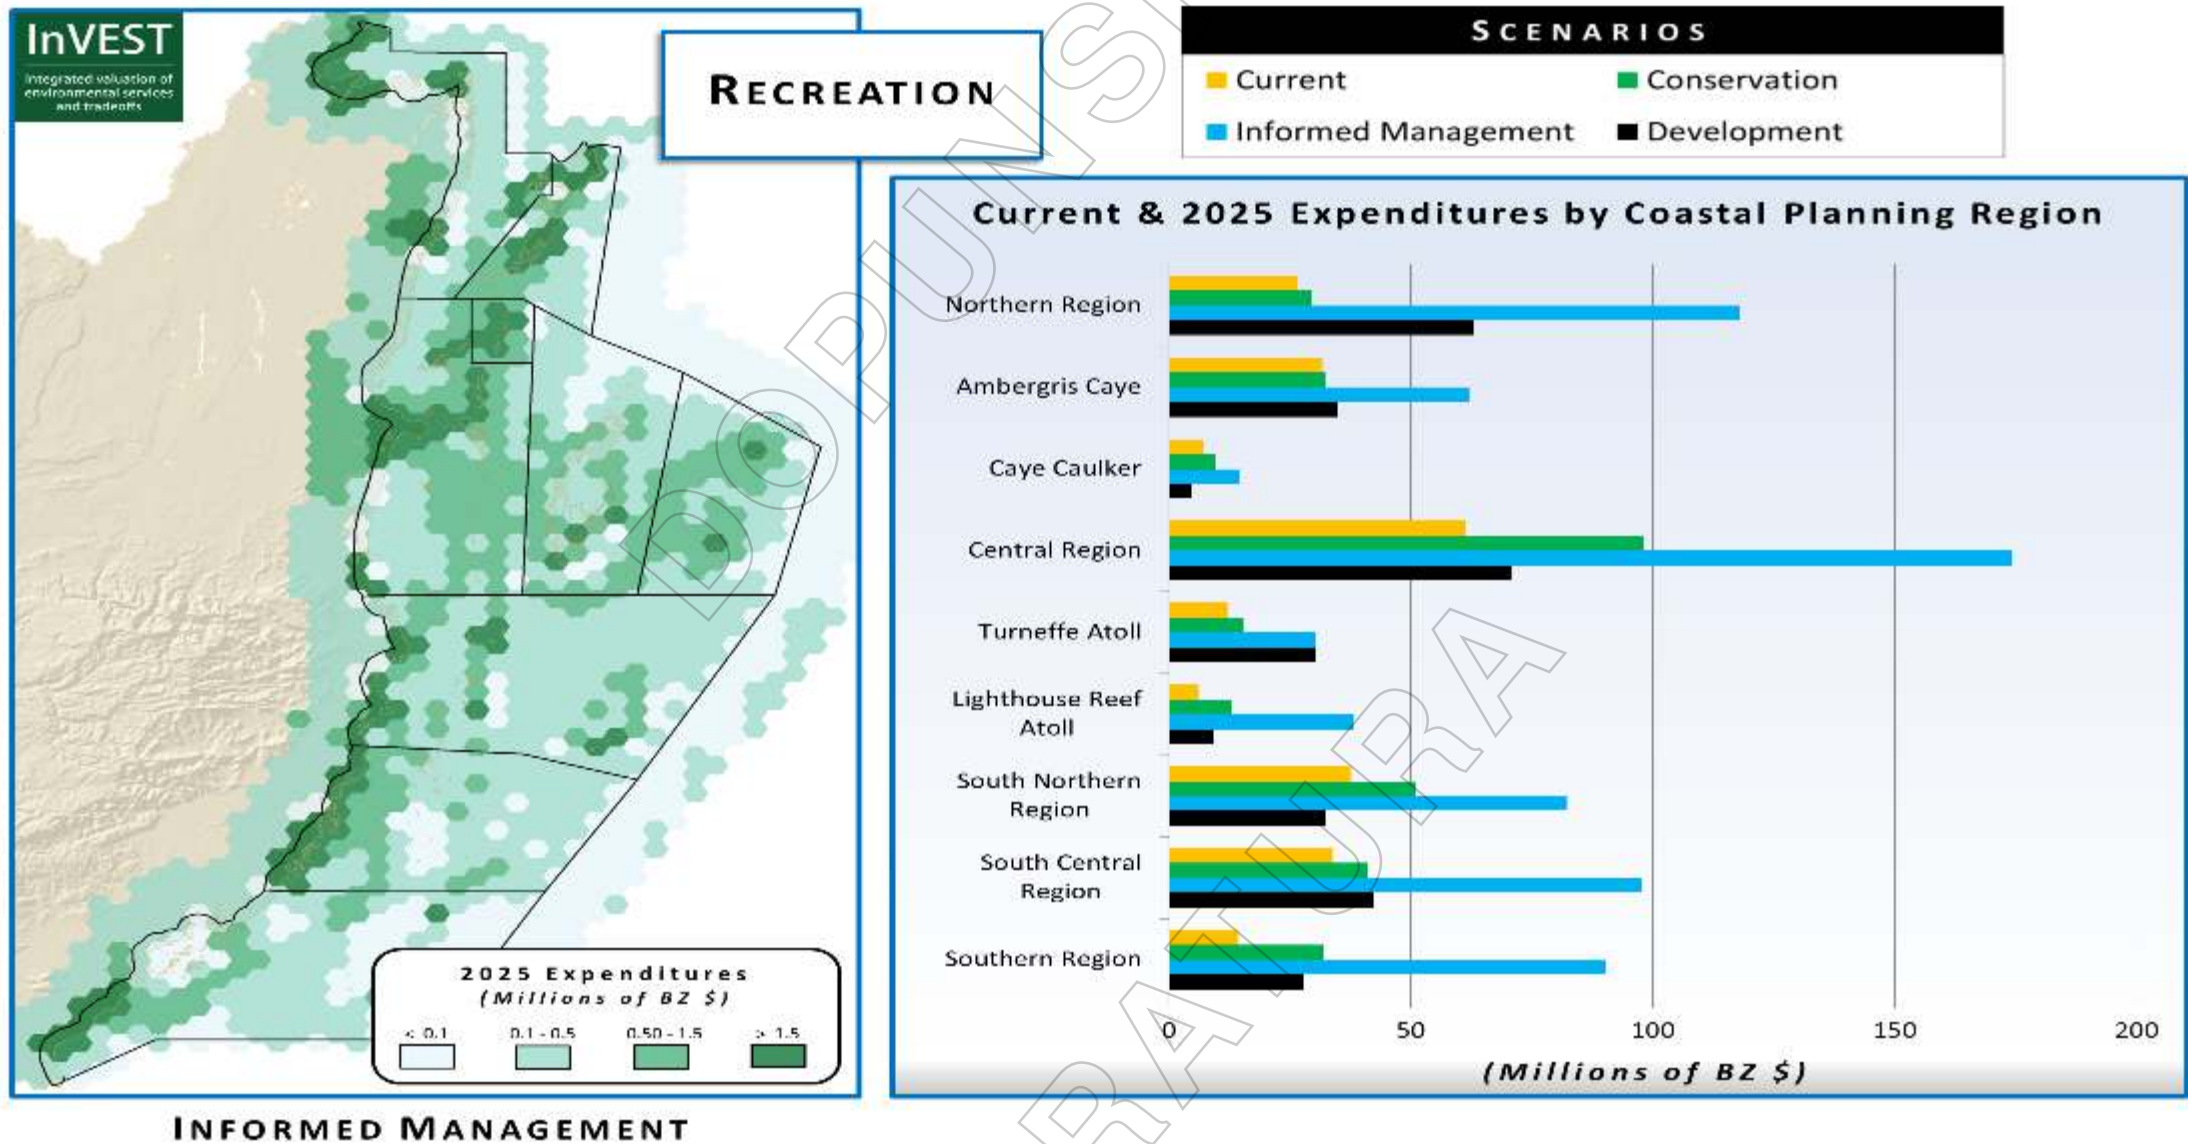 InVEST
Integrated valuation of
environmental services
and tradeoffs
RECREATION
SCENARIOS
Current
Conservation
Informed Management
Development
Current & 2025 Expenditures by Coastal Planning Region
Northern Region
Ambergris Caye
Caye Caulker
Central Region
Turneffe Atoll
Lighthouse Reef
Atoll
South Northern
Region
South Central
Region
Southern Region
0 50 100 150 200
(Millions of BZ $)
2025 Expenditures
(Millions of BZ $)
< 0.1 0.1 - 0.5 0.50 - 1.5 > 1.5
INFORMED MANAGEMENT